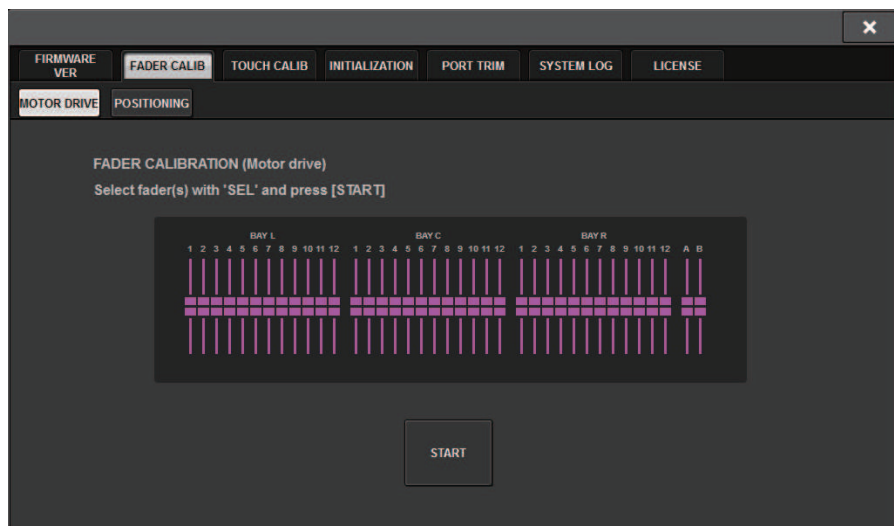 ×
FIRMWARE VER
FADER CALIB
TOUCH CALIB
INITIALIZATION
PORT TRIM
SYSTEM LOG
LICENSE
MOTOR DRIVE
POSITIONING
FADER CALIBRATION (Motor drive)
Select fader(s) with 'SEL' and press [START]
BAY L BAY C BAY R
1 2 3 4 5 6 7 8 9 10 11 12 1 2 3 4 5 6 7 8 9 10 11 12 1 2 3 4 5 6 7 8 9 10 11 12 A B
START